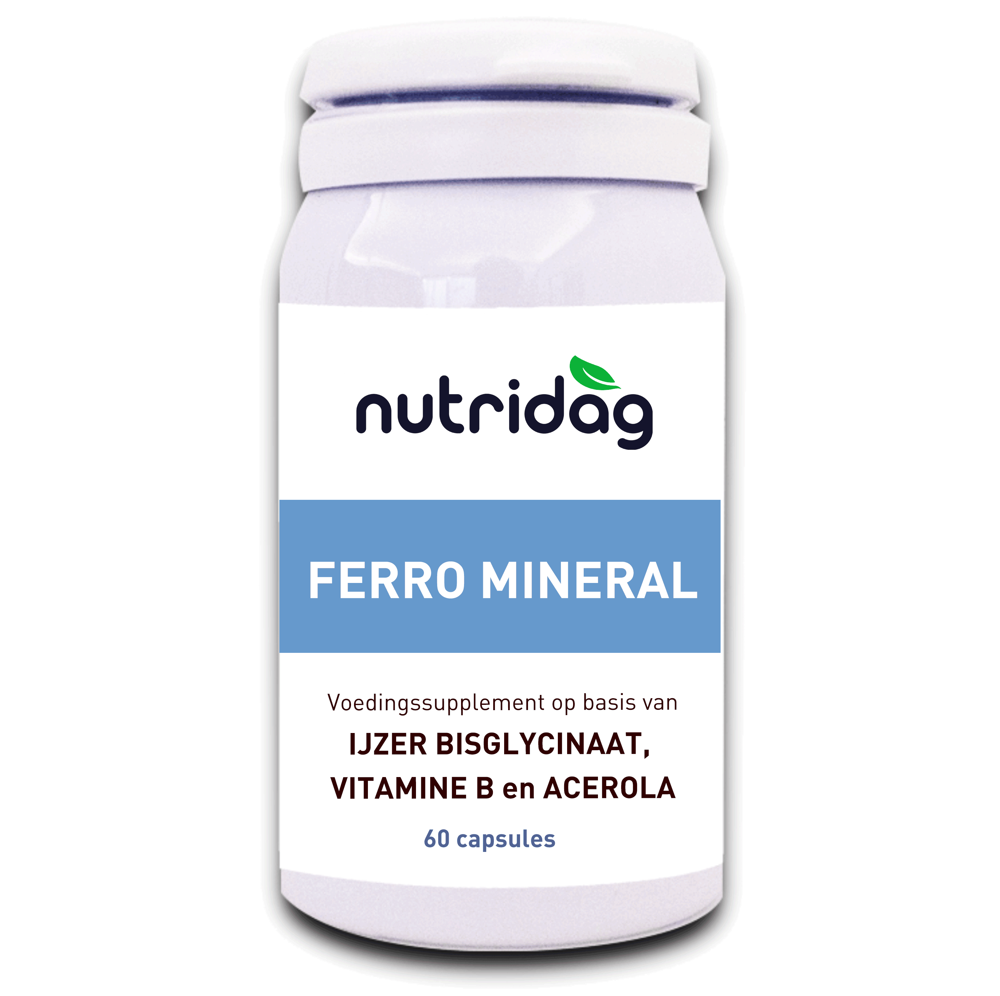 nutridag
FERRO MINERAL
Voedingssupplement op basis van
IJZER BISGLYCINAAT,
VITAMINE B en ACEROLA
60 capsules